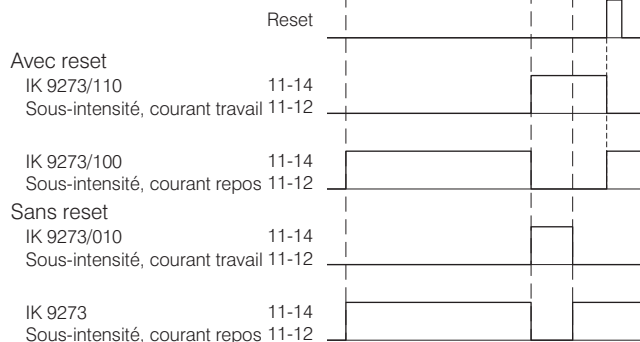 Reset
Avec reset
IK 9273/110 11-14
Sous-intensité, courant travail 11-12
IK 9273/100 11-14
Sous-intensité, courant repos 11-12
Sans reset
IK 9273/010 11-14
Sous-intensité, courant travail 11-12
IK 9273 11-14
Sous-intensité, courant repos 11-12